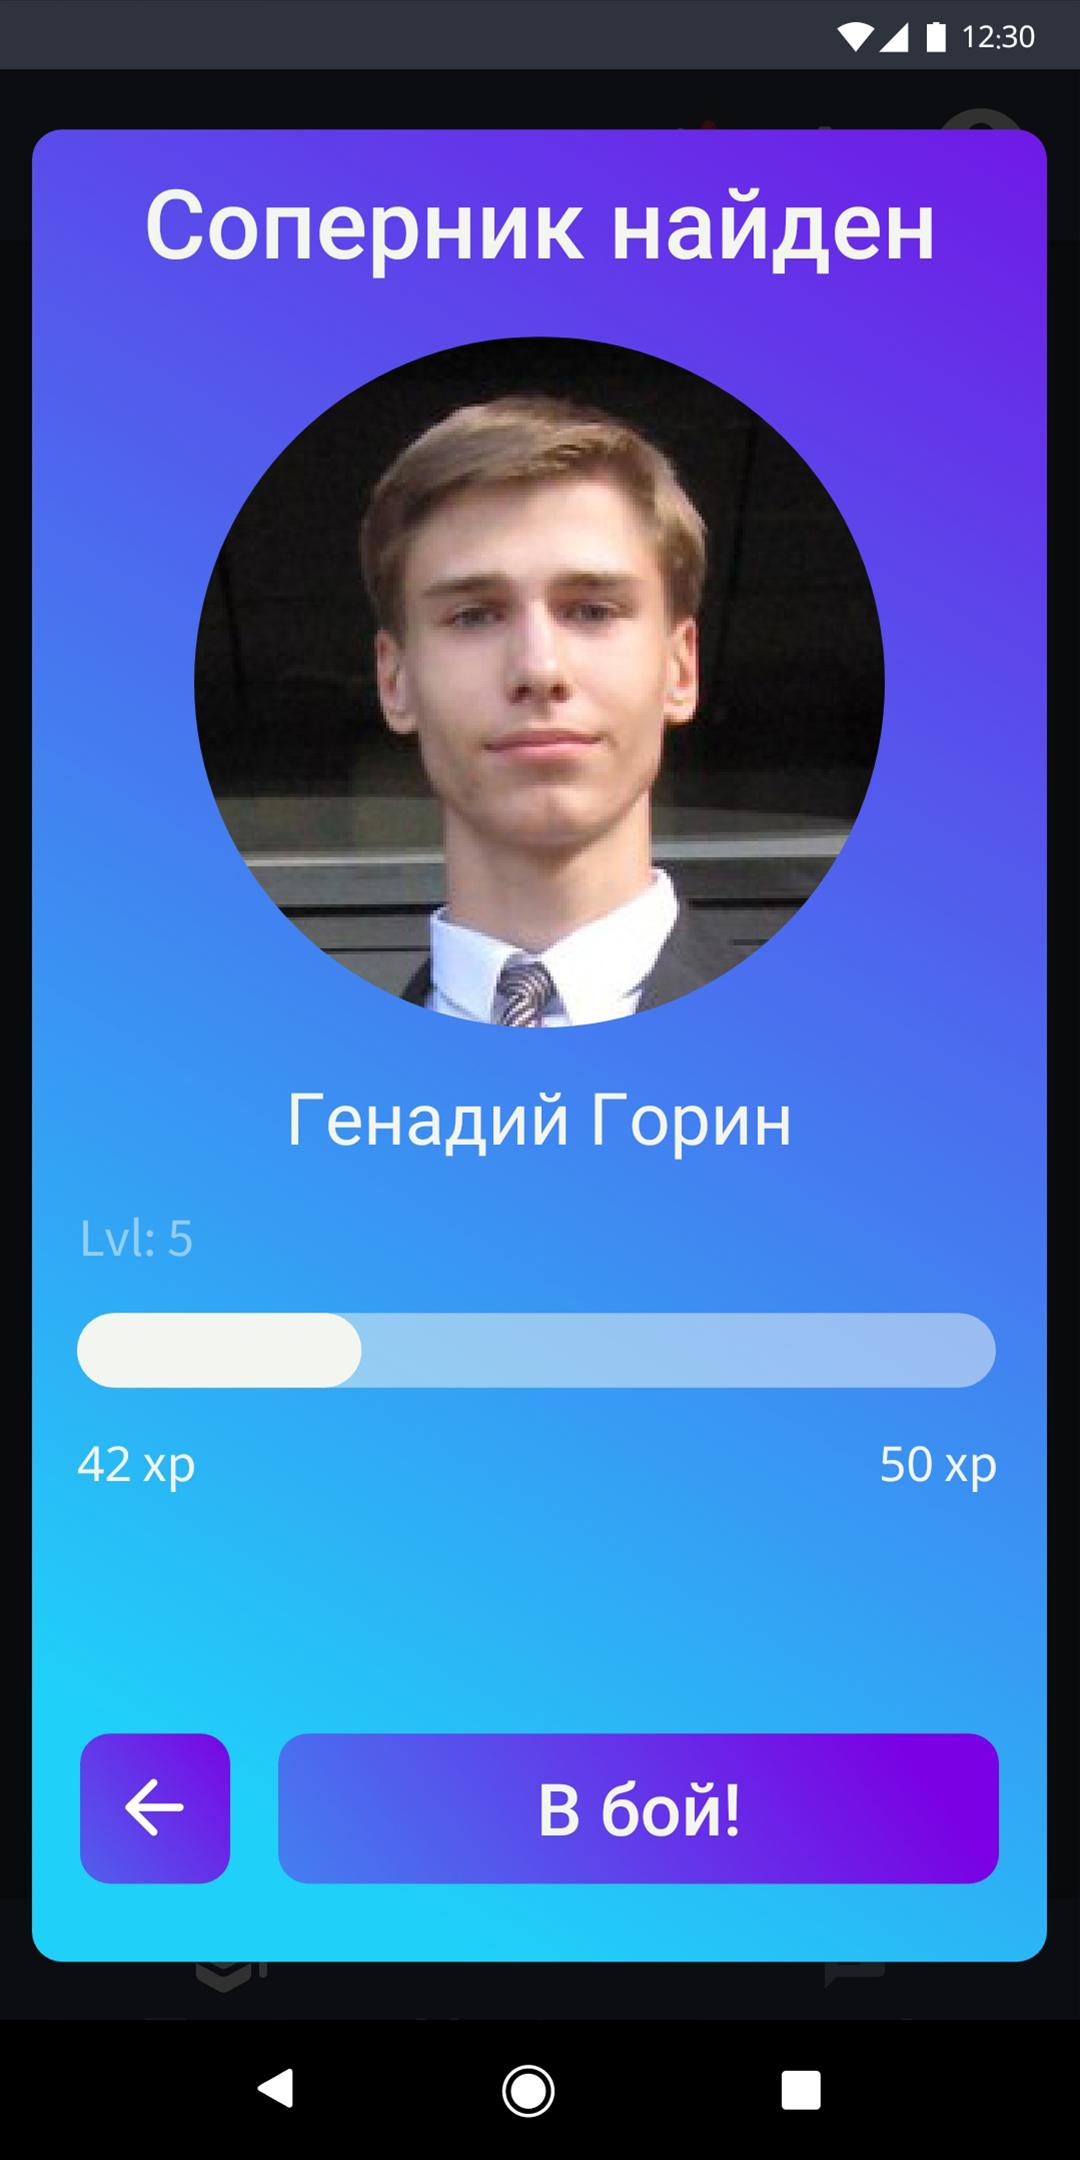 12:30
Соперник найден
Генадий Горин
Lvl: 5
42 xp
50 xp
В бой!